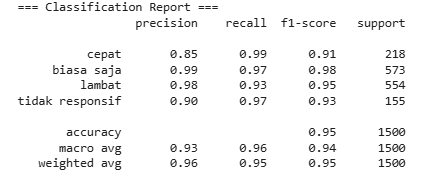 === Classification Report ===
precision recall f1-score support
cepat 0.85 0.99 0.91 218
biasa saja 0.99 0.97 0.98 573
lambat 0.98 0.93 0.95 554
tidak responsif 0.90 0.97 0.93 155
accuracy 0.95 1500
macro avg 0.93 0.96 0.94 1500
weighted avg 0.96 0.95 0.95 1500